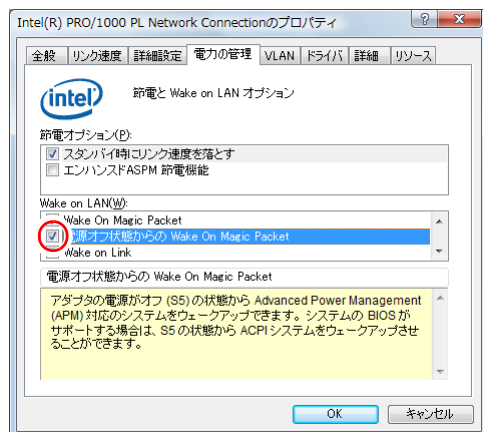 Intel(R) PRO/1000 PL Network Connectionのプロパティ
全般 リンク速度 詳細設定 電力の管理 VLAN ドライバ 詳細 リソース
intel
節電と Wake on LAN オプション
節電オプション(P):
スタンバイ時にリンク速度を落とす
エンハンスド ASPM 節電機能
Wake on LAN(W):
Wake On Magic Packet
電源オフ状態からの Wake On Magic Packet
Wake on Link
電源オフ状態からの Wake On Magic Packet
アダプタの電源がオフ (S5) の状態から Advanced Power Management
(APM) 対応のシステムをウェークアップできます。システムの BIOS が
サポートする場合は、S5 の状態から ACPI システムをウェークアップさせ
ることができます。
OK キャンセル